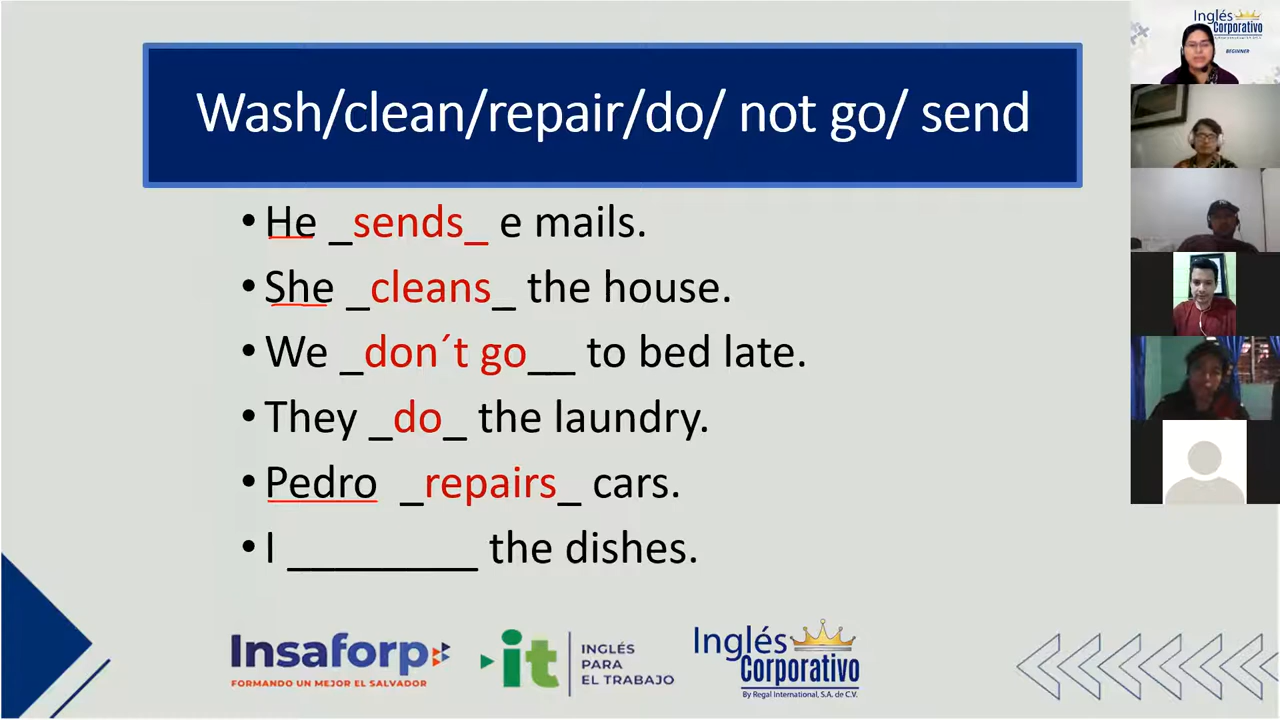 Wash/clean/repair/do/ not go/ send
• He _sends_ e mails.
• She _cleans_ the house.
• We _don´t go__ to bed late.
• They _do_ the laundry.
• Pedro _repairs_ cars.
• I ________ the dishes.
Insaforp
FORMANDO UN MEJOR EL SALVADOR
it
INGLÉS
PARA
EL TRABAJO
Inglés
Corporativo
By Regal International, S.A. de C.V.
Inglés
Corporativo
BEGINNER